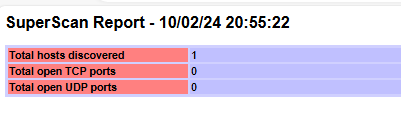 SuperScan Report - 10/02/24 20:55:22
Total hosts discovered 1
Total open TCP ports 0
Total open UDP ports 0